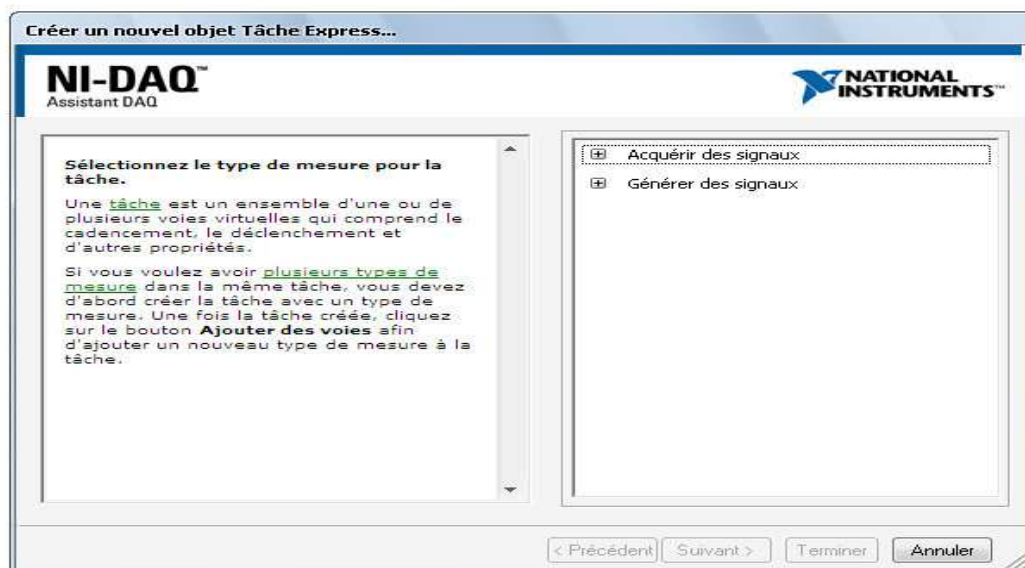 Créer un nouvel objet Tâche Express...
NI-DAQ™
Assistant DAQ
NATIONAL
INSTRUMENTS™
Sélectionnez le type de mesure pour la
tâche.
Une tâche est un ensemble d'une ou de
plusieurs voies virtuelles qui comprend le
cadencement, le déclenchement et
d'autres propriétés.
Si vous voulez avoir plusieurs types de
mesure dans la même tâche, vous devez
d'abord créer la tâche avec un type de
mesure. Une fois la tâche créée, cliquez
sur le bouton Ajouter des voies afin
d'ajouter un nouveau type de mesure à la
tâche.
Acquérir des signaux
Générer des signaux
< Précédent Suivant > Terminer Annuler